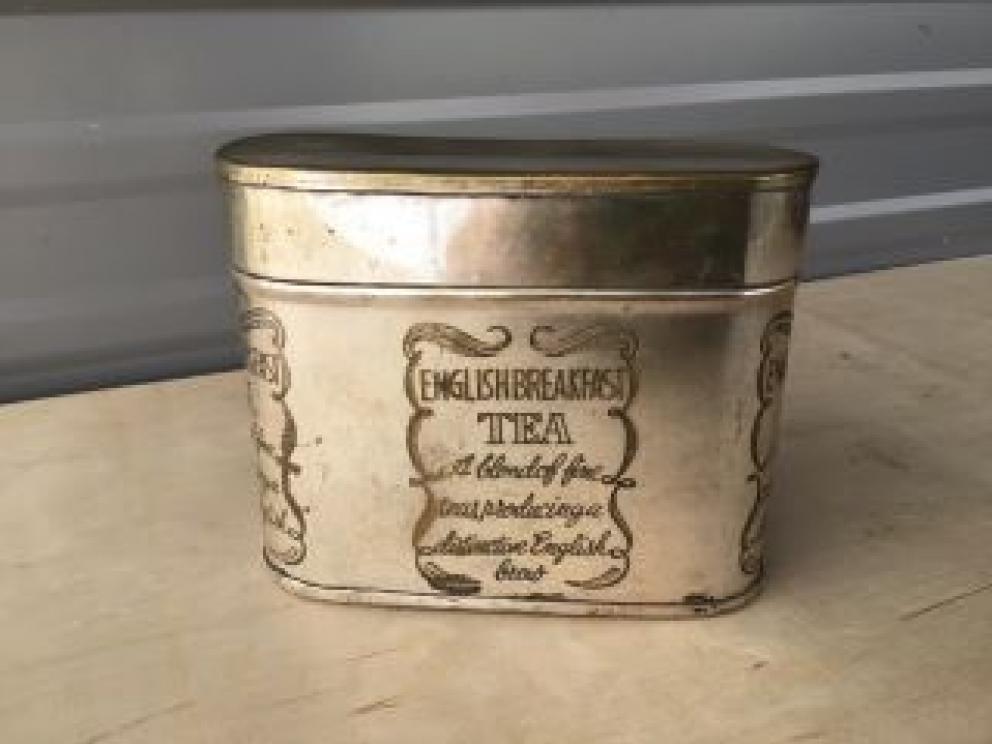 ENGLISH BREAKFAST
TEA
A blend of fine
teas, producing a
distinctive English
brew